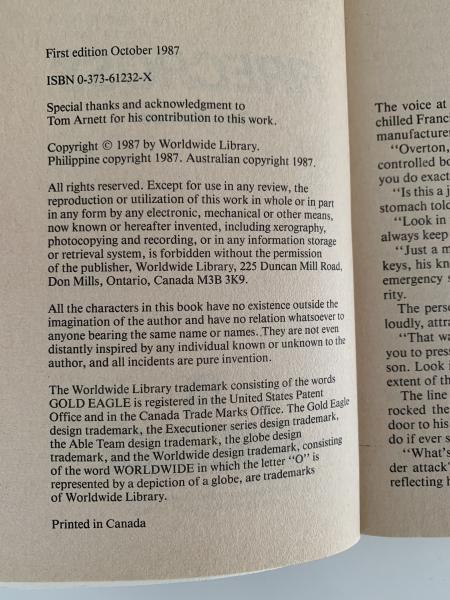 First edition October 1987
ISBN 0-373-61232-X
Special thanks and acknowledgment to
Tom Arnett for his contribution to this work.
Copyright © 1987 by Worldwide Library.
Philippine copyright 1987. Australian copyright 1987.
All rights reserved. Except for use in any review, the
reproduction or utilization of this work in whole or in part
in any form by any electronic, mechanical or other means,
now known or hereafter invented, including xerography,
photocopying and recording, or in any information storage
or retrieval system, is forbidden without the permission
of the publisher, Worldwide Library, 225 Duncan Mill Road,
Don Mills, Ontario, Canada M3B 3K9.
All the characters in this book have no existence outside the
imagination of the author and have no relation whatsoever to
anyone bearing the same name or names. They are not even
distantly inspired by any individual known or unknown to the
author, and all incidents are pure invention.
The Worldwide Library trademark consisting of the words
GOLD EAGLE is registered in the United States Patent
Office and in the Canada Trade Marks Office. The Gold Eagle
design trademark, the Executioner series design trademark,
the Able Team design trademark, the globe design
trademark, and the Worldwide design trademark, consisting
of the word WORLDWIDE in which the letter "O" is
represented by a depiction of a globe, are trademarks
of Worldwide Library.
Printed in Canada
The voice at
chilled Franc
manufacturer
"Overton,
controlled bo
you do exact
"Is this a j
stomach told
"Look in
always keep
"Just a m
keys, his kn
emergency s
rity.
The perso
loudly, attra
"That wa
you to press
son. Look i
extent of th
The line
rocked the
door to his
do if ever s
"What's
der attack
reflecting h